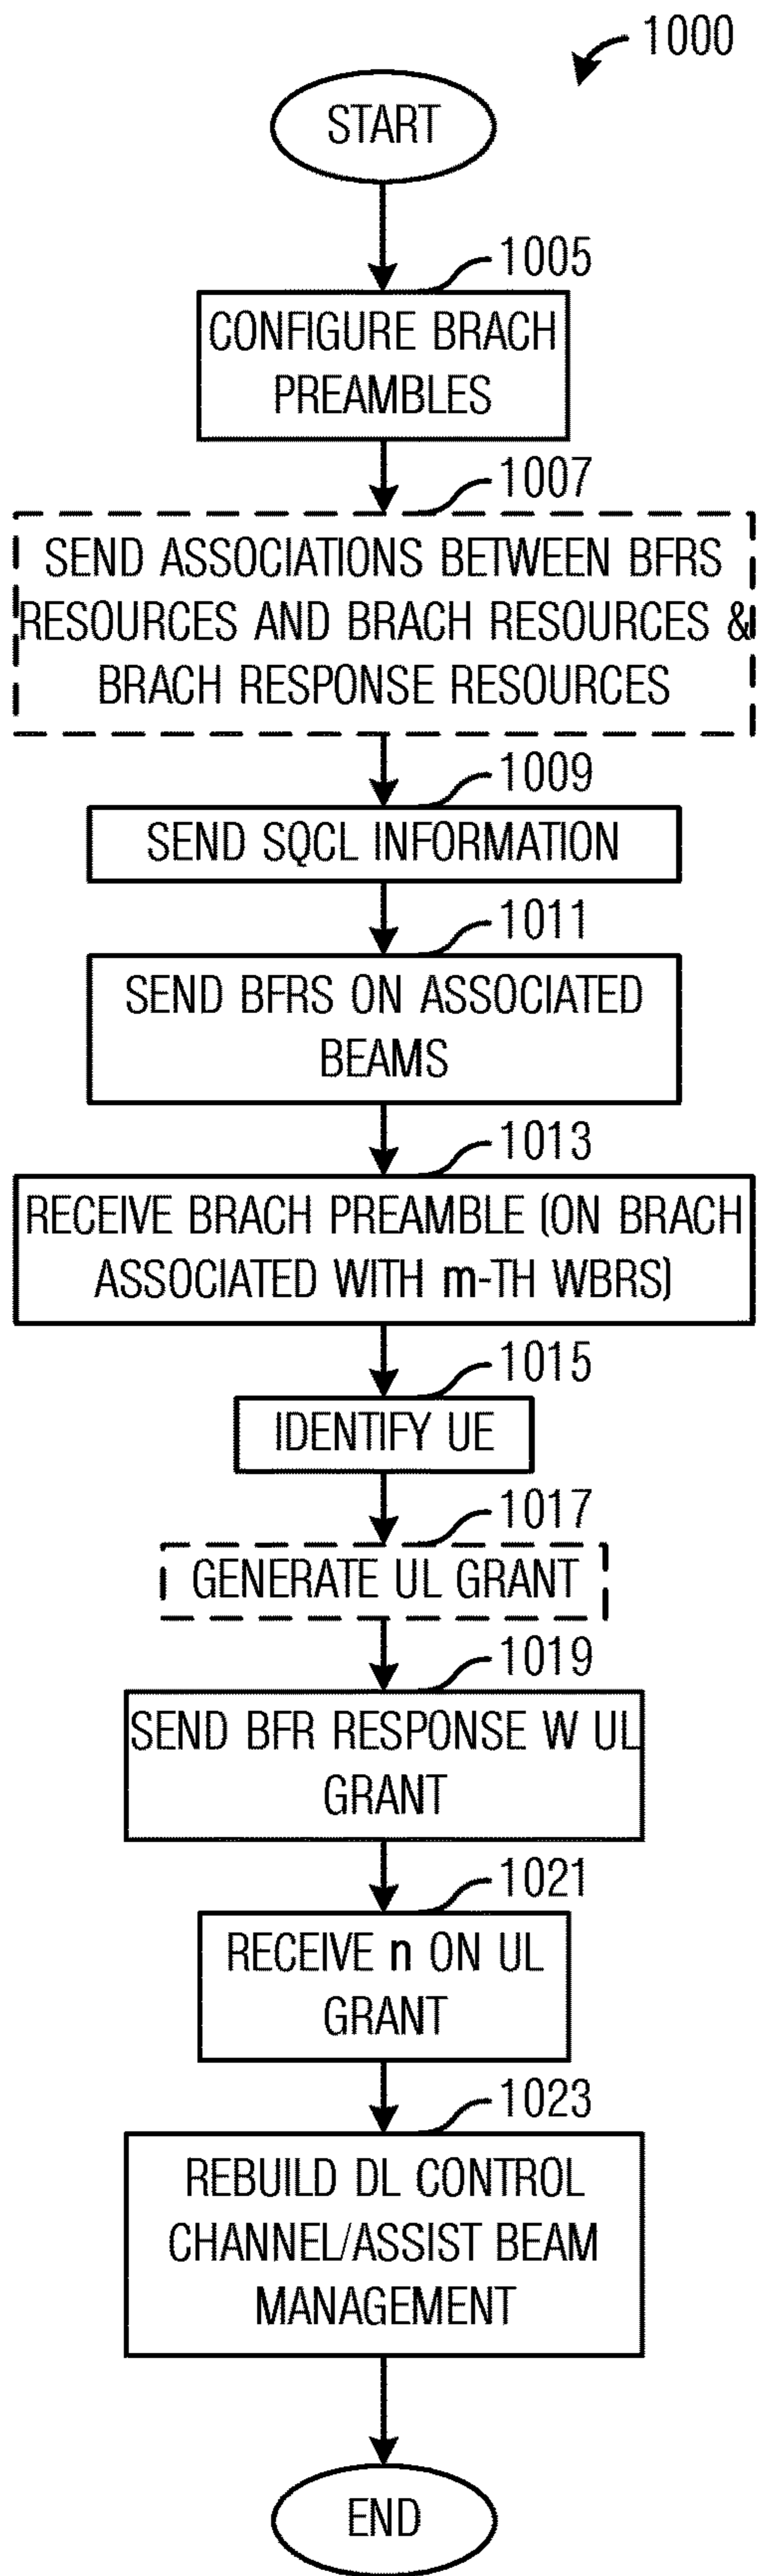 1000
START
1005
CONFIGURE BRACH
PREAMBLES
1007
SEND ASSOCIATIONS BETWEEN BFRS
RESOURCES AND BRACH RESOURCES &
BRACH RESPONSE RESOURCES
1009
SEND SQCL INFORMATION
1011
SEND BFRS ON ASSOCIATED
BEAMS
1013
RECEIVE BRACH PREAMBLE (ON BRACH
ASSOCIATED WITH m-TH WBRS)
1015
IDENTIFY UE
1017
GENERATE UL GRANT
1019
SEND BFR RESPONSE W UL
GRANT
1021
RECEIVE n ON UL
GRANT
1023
REBUILD DL CONTROL
CHANNEL/ASSIST BEAM
MANAGEMENT
END